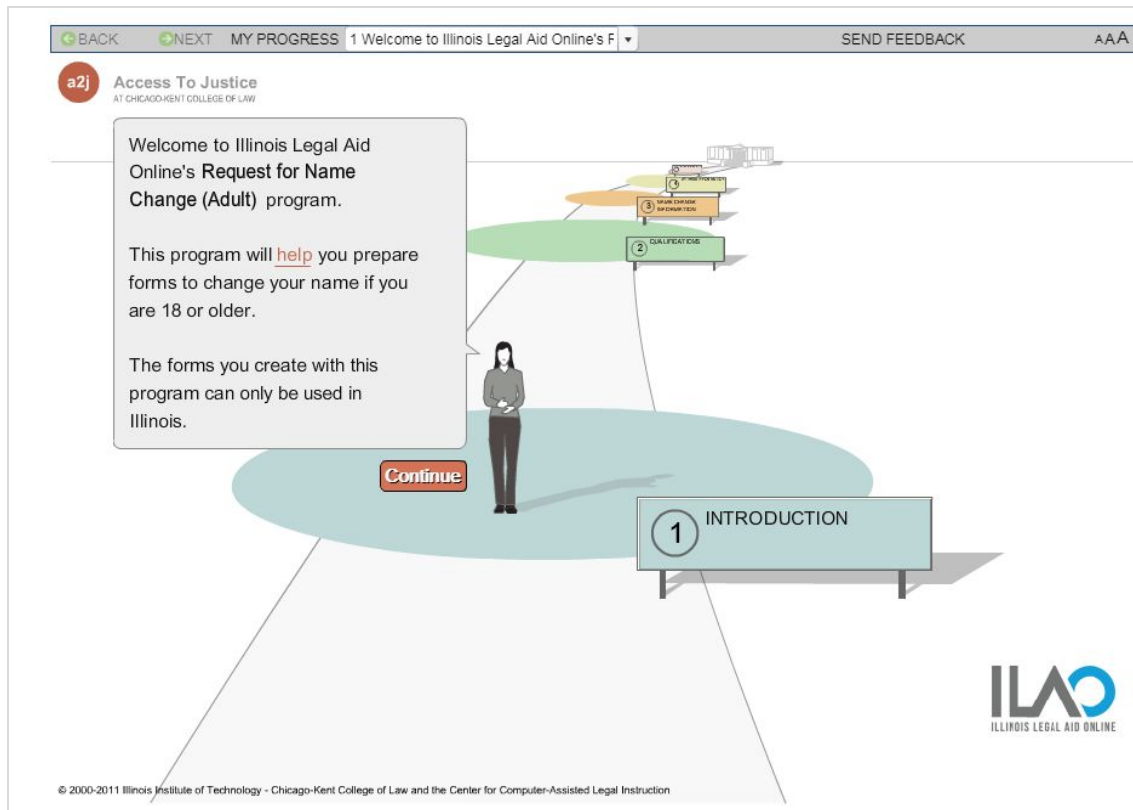 BACK NEXT MY PROGRESS 1 Welcome to Illinois Legal Aid Online's F SEND FEEDBACK AAA
a2j Access To Justice
AT CHICAGO-KENT COLLEGE OF LAW
Welcome to Illinois Legal Aid
Online's Request for Name
Change (Adult) program.
This program will help you prepare
forms to change your name if you
are 18 or older.
The forms you create with this
program can only be used in
Illinois.
Continue
4
3 NAME CHANGE
INFORMATION
2 QUALIFICATIONS
1 INTRODUCTION
ILAO
ILLINOIS LEGAL AID ONLINE
© 2000-2011 Illinois Institute of Technology - Chicago-Kent College of Law and the Center for Computer-Assisted Legal Instruction